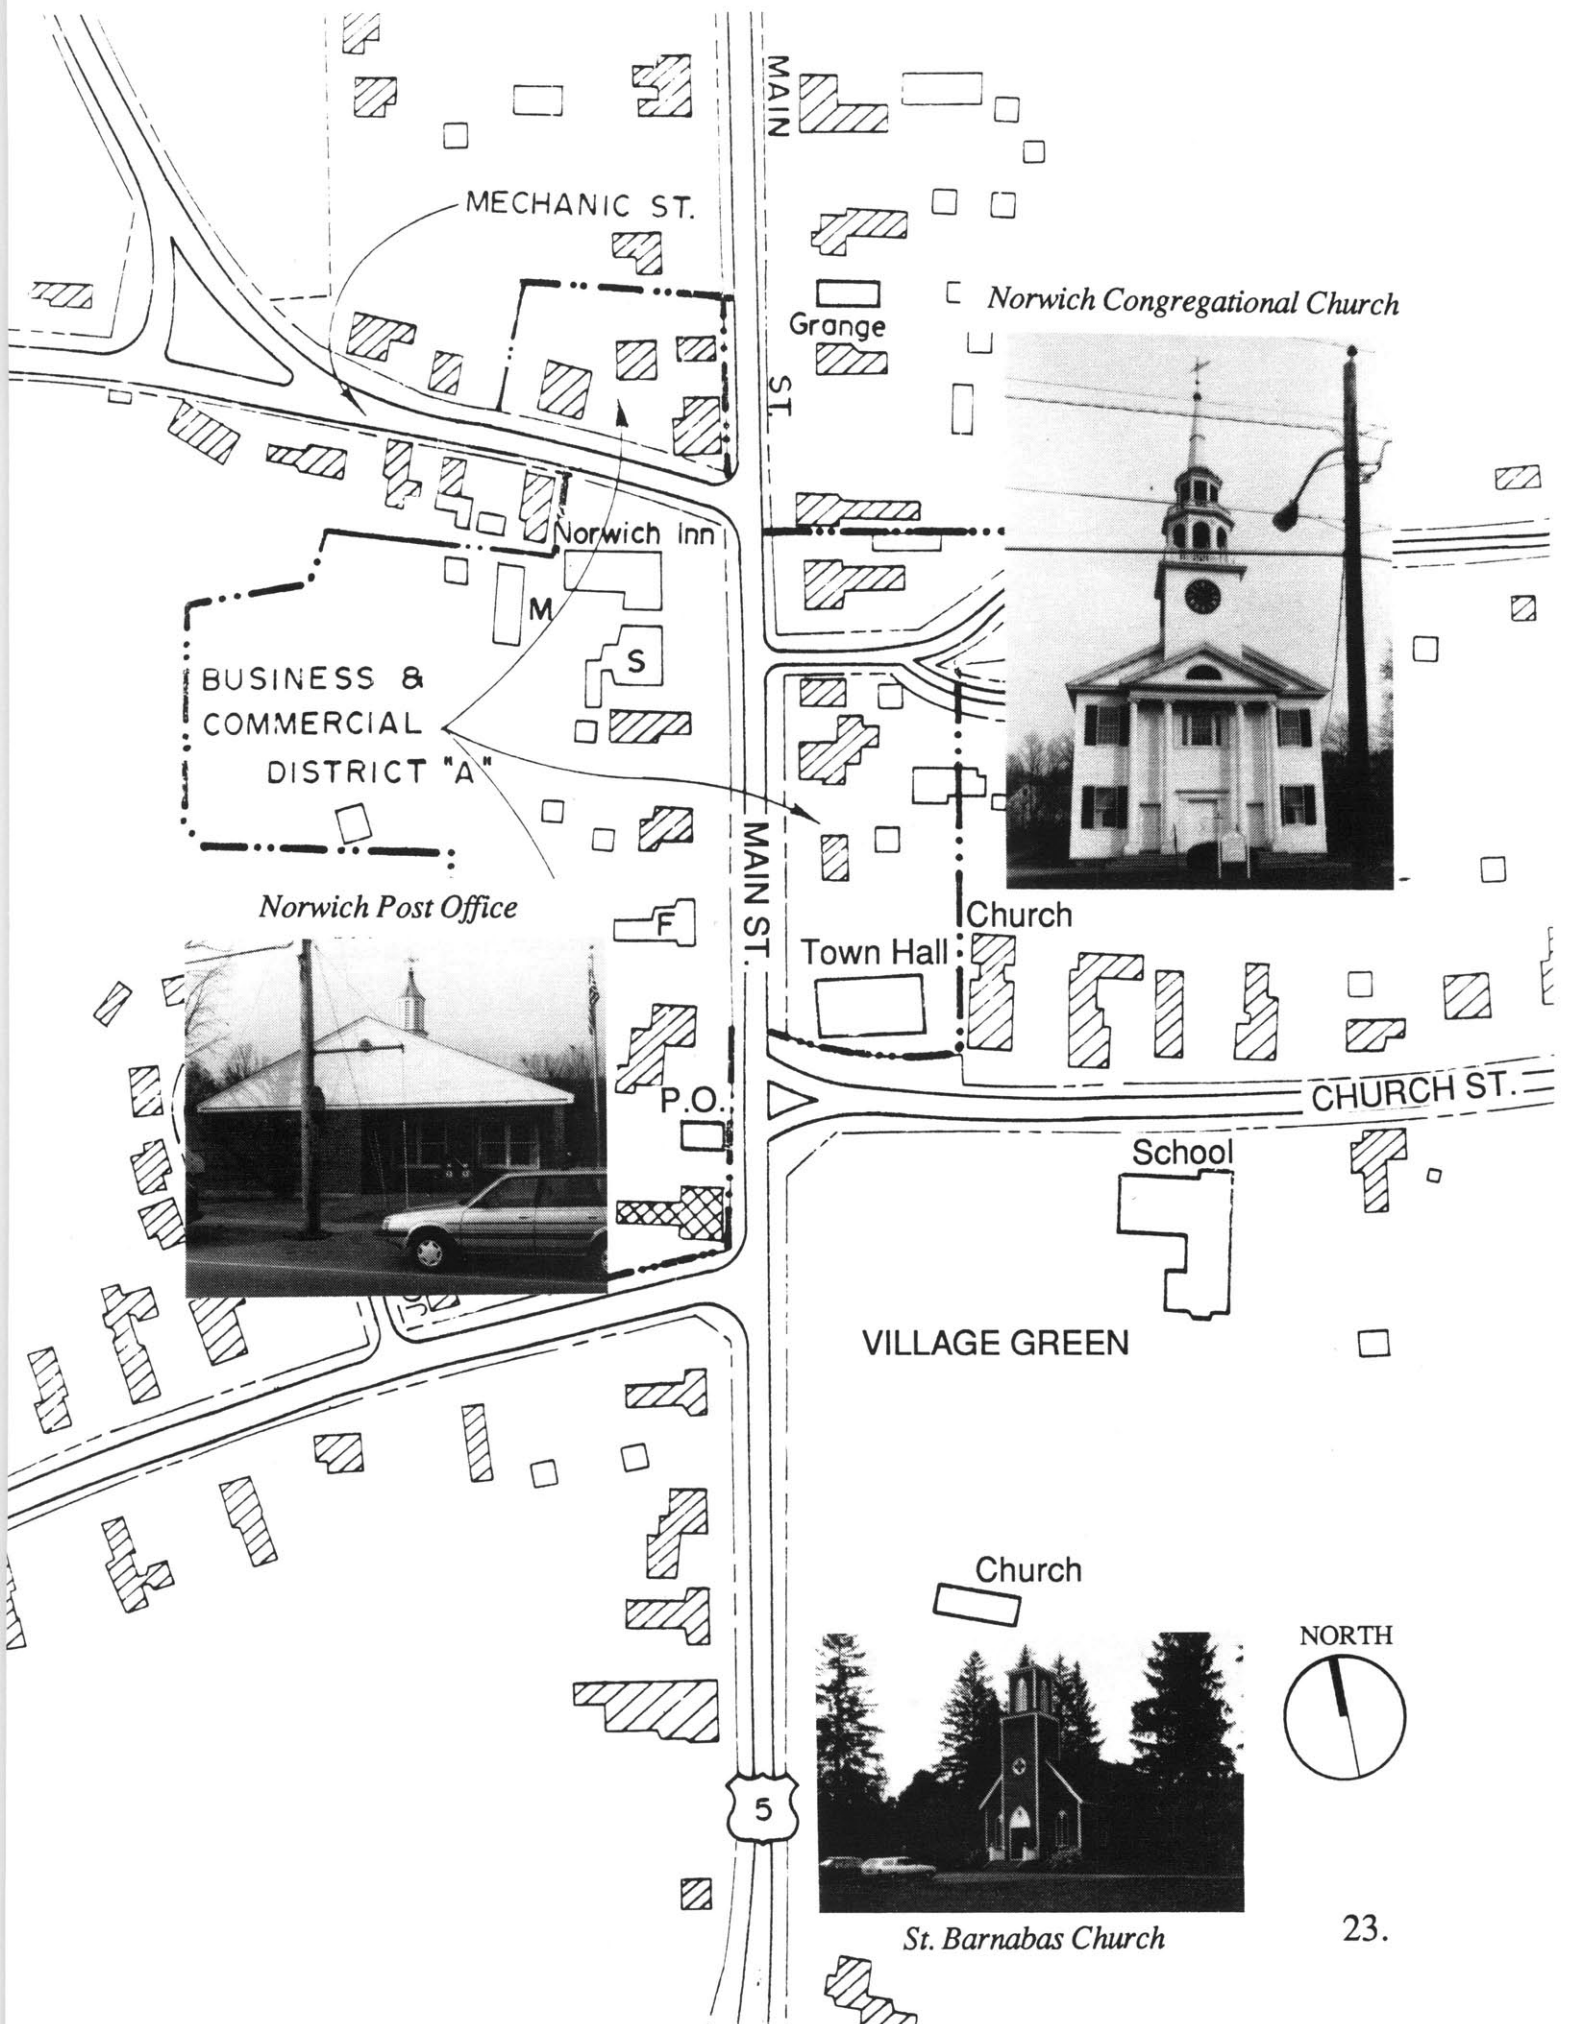 MAIN
MECHANIC ST.
Grange
Norwich Congregational Church
ST.
Norwich Inn
M
S
BUSINESS &
COMMERCIAL
DISTRICT "A"
MAIN ST.
Norwich Post Office
F
Church
Town Hall
P.O.
CHURCH ST.
School
VILLAGE GREEN
Church
NORTH
5
St. Barnabas Church
23.